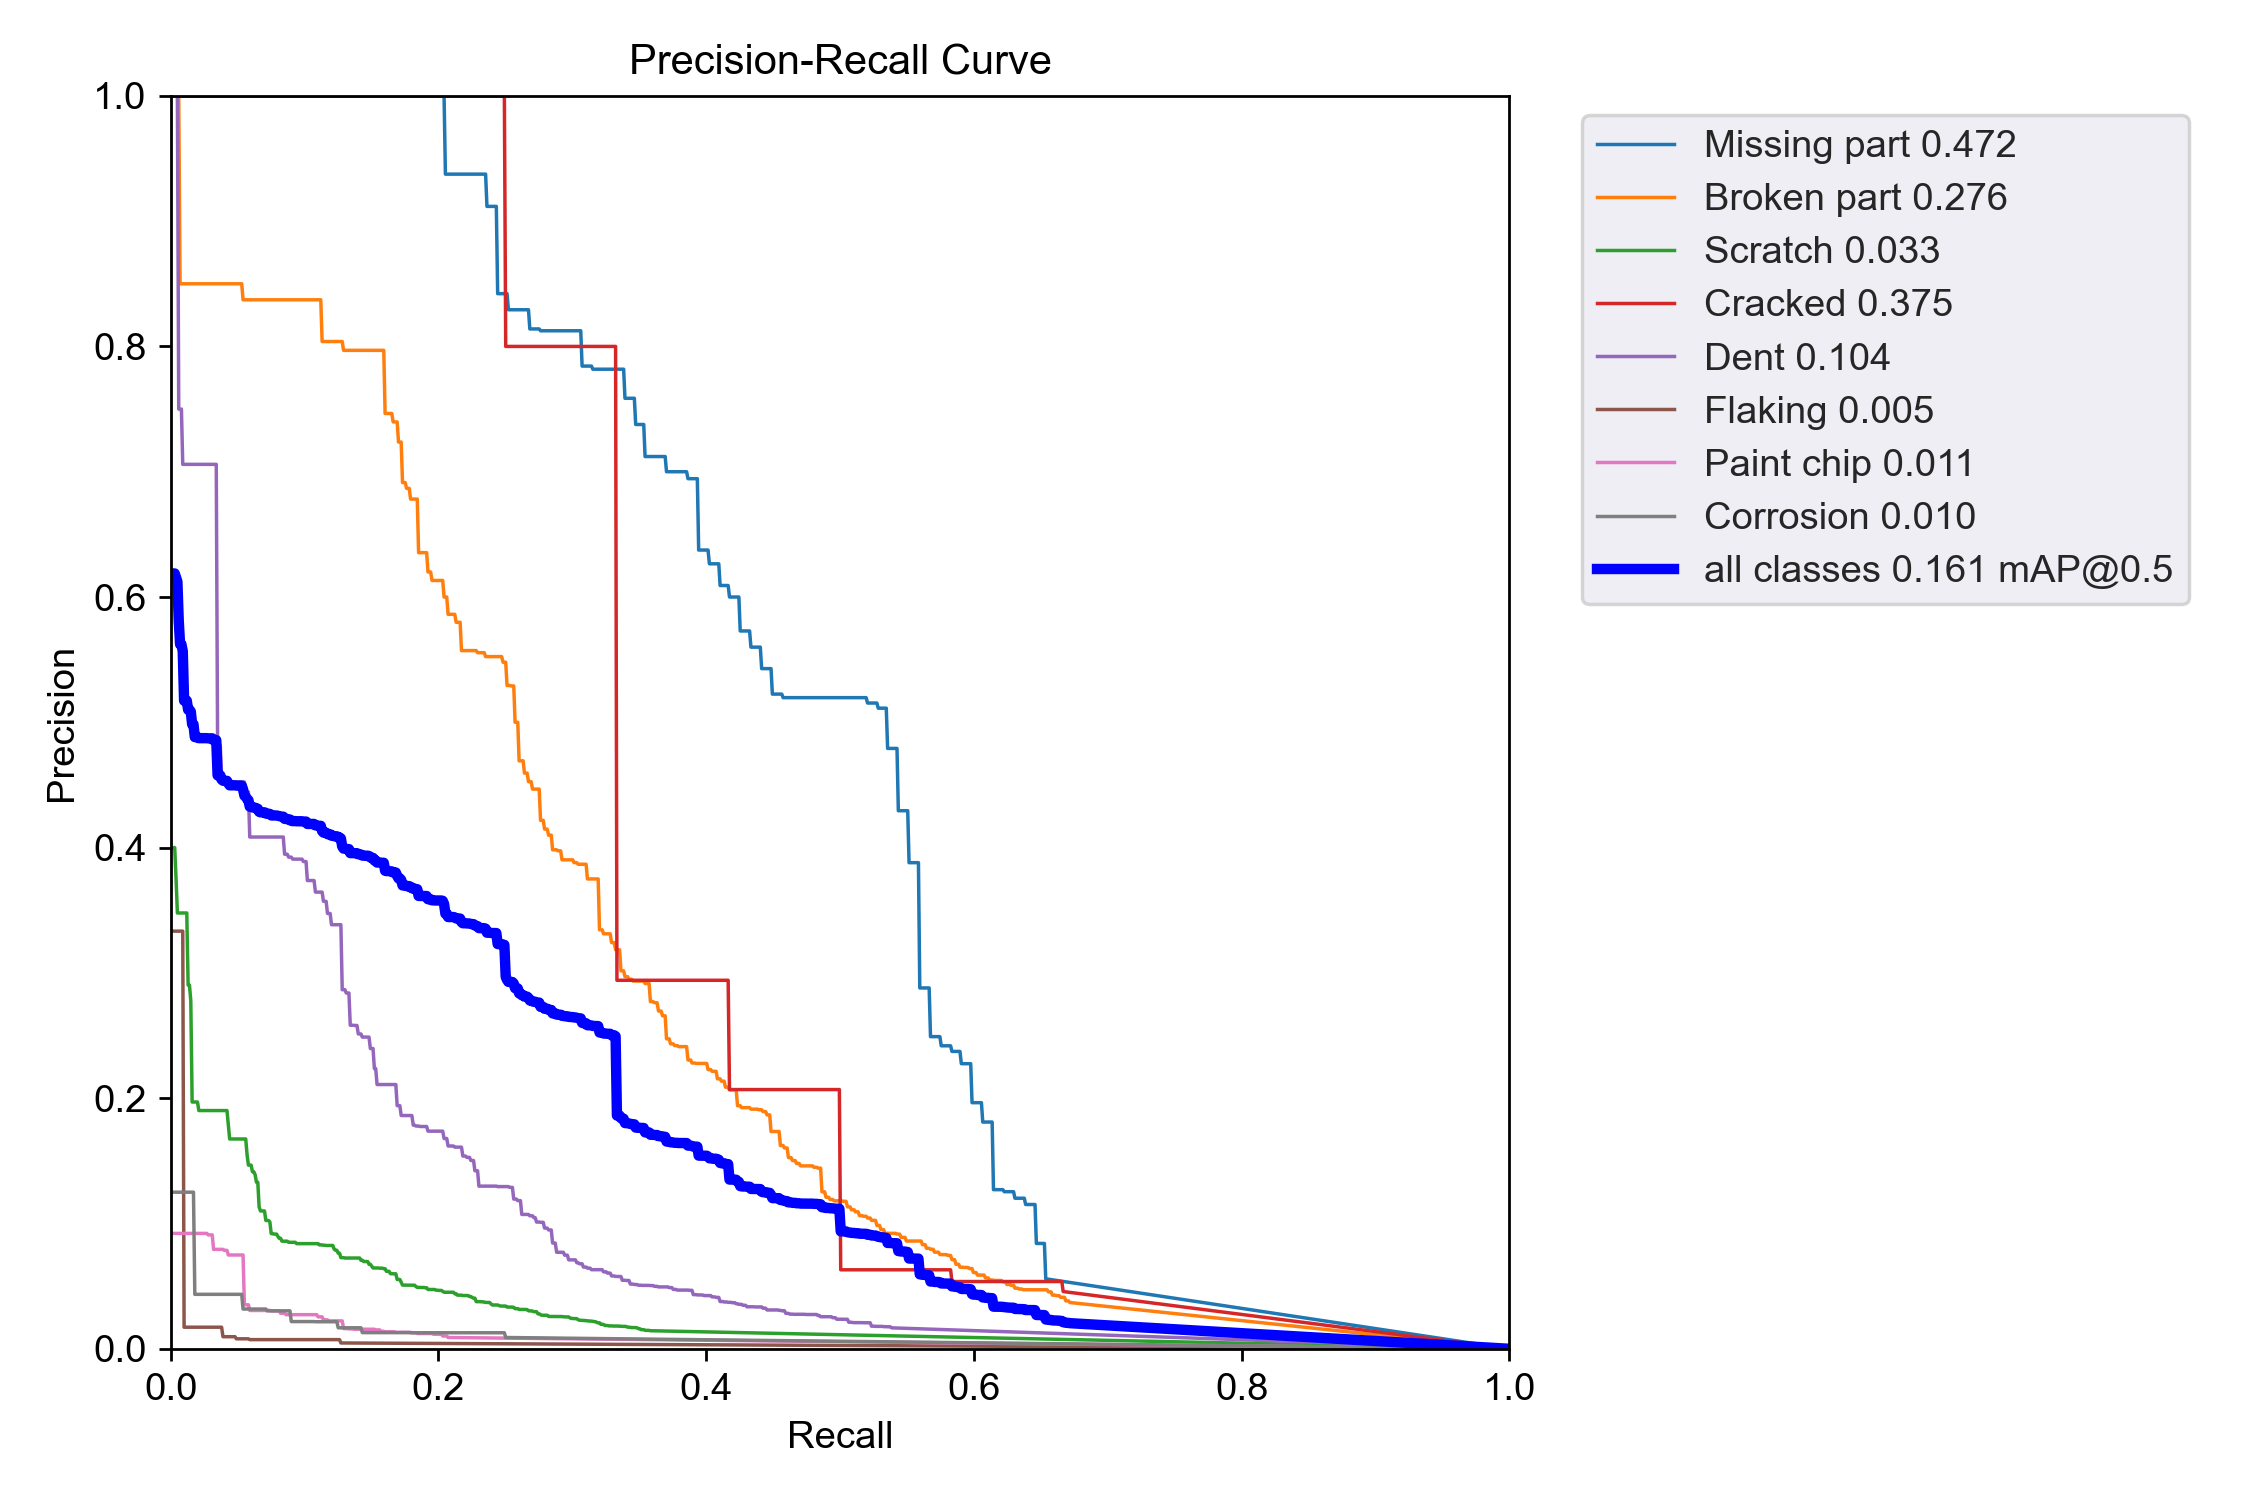 Precision-Recall Curve
1.0
0.8
0.6
0.4
0.2
0.0
Precision
0.0 0.2 0.4 0.6 0.8 1.0
Recall
Missing part 0.472
Broken part 0.276
Scratch 0.033
Cracked 0.375
Dent 0.104
Flaking 0.005
Paint chip 0.011
Corrosion 0.010
all classes 0.161 mAP@0.5